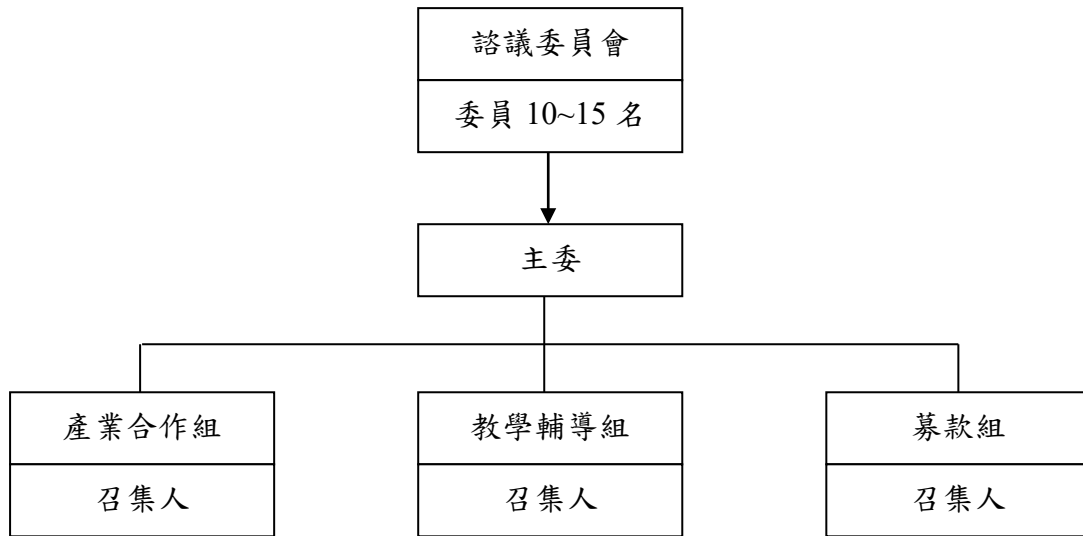 諮議委員會
委員 10~15 名
主委
產業合作組
召集人
教學輔導組
召集人
募款組
召集人